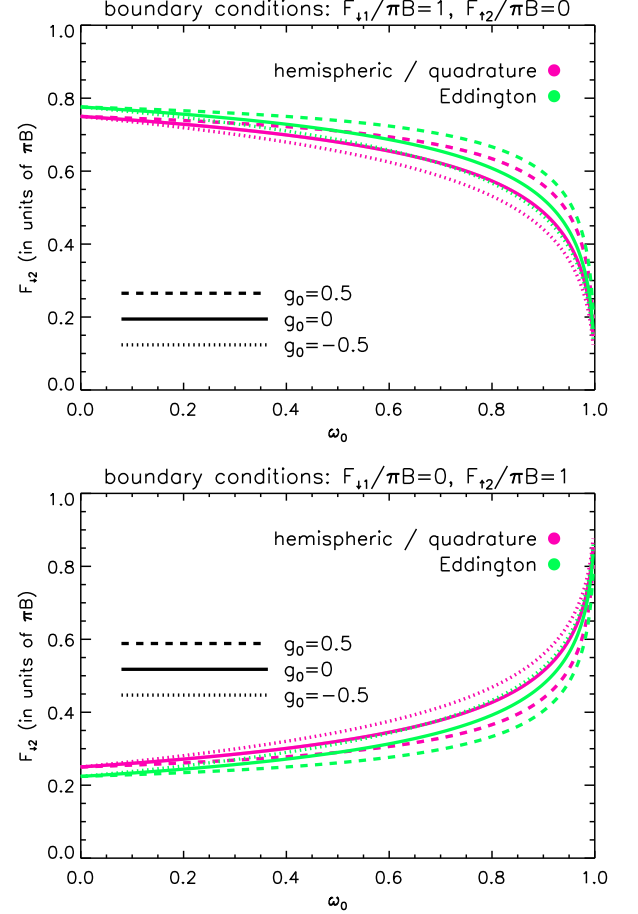 boundary conditions: F↓1/πB=1, F↑2/πB=0
1.0
0.8
0.6
0.4
0.2
0.0
F↓2 (in units of πB)
hemispheric / quadrature
Eddington
g0=0.5
g0=0
g0=−0.5
0.0 0.2 0.4 0.6 0.8 1.0
ω0
boundary conditions: F↓1/πB=0, F↑2/πB=1
1.0
0.8
0.6
0.4
0.2
0.0
F↓2 (in units of πB)
hemispheric / quadrature
Eddington
g0=0.5
g0=0
g0=−0.5
0.0 0.2 0.4 0.6 0.8 1.0
ω0